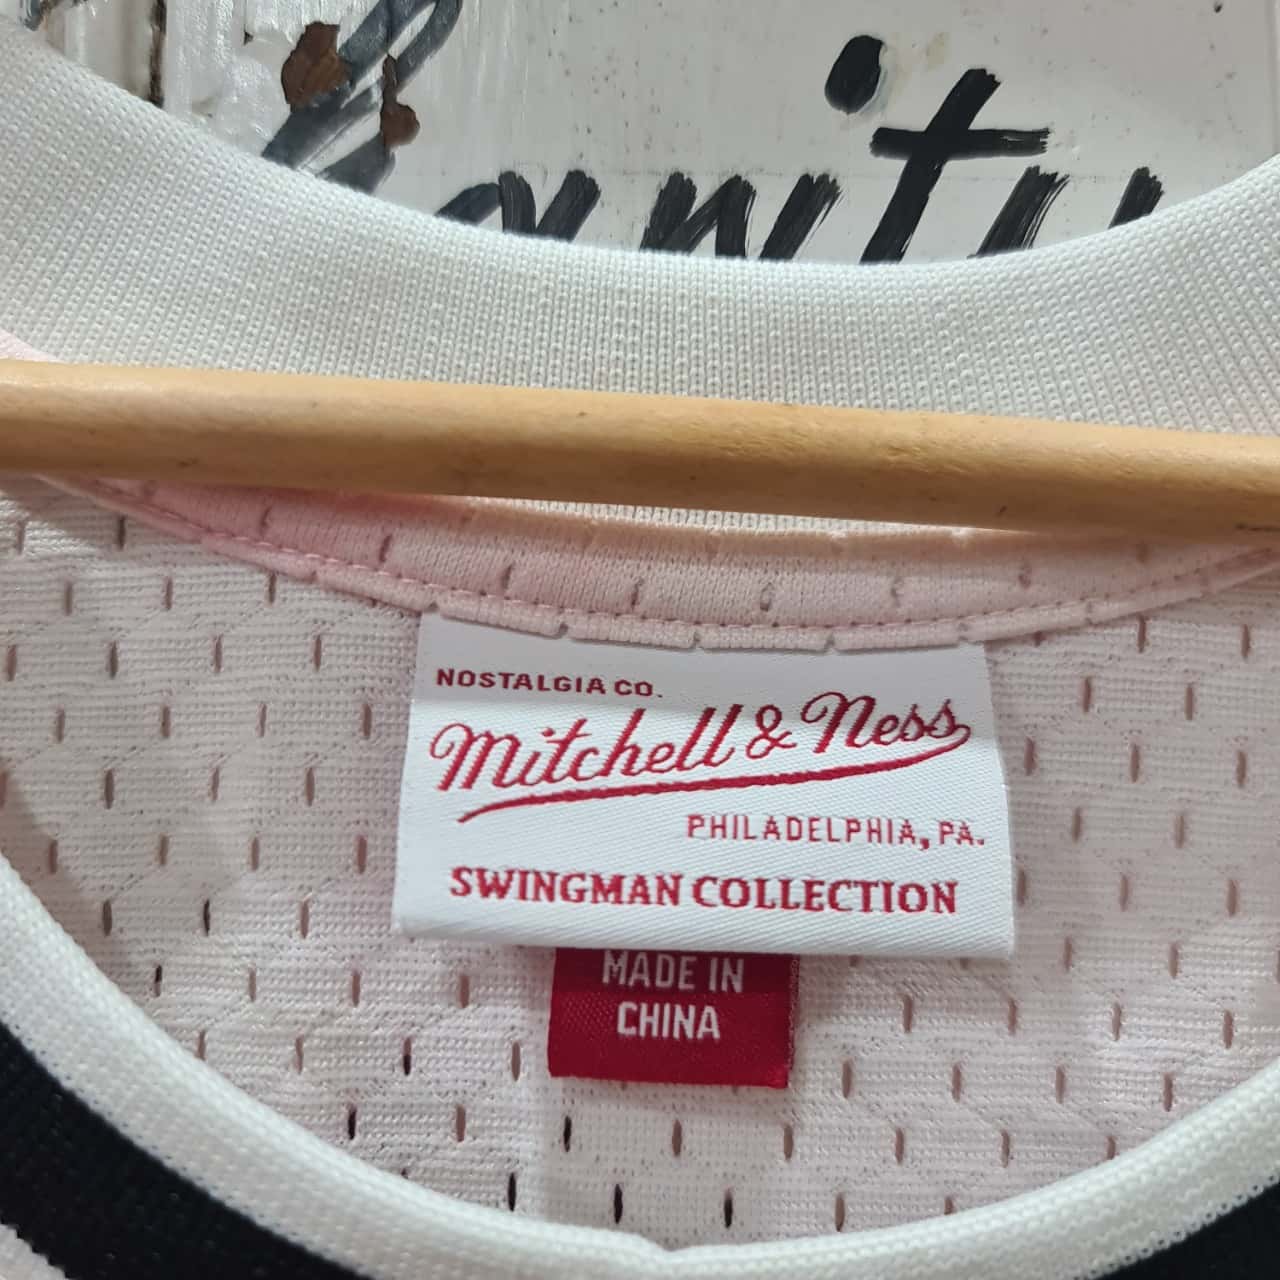 NOSTALGIA CO.
Mitchell & Ness
PHILADELPHIA, PA.
SWINGMAN COLLECTION
MADE IN
CHINA